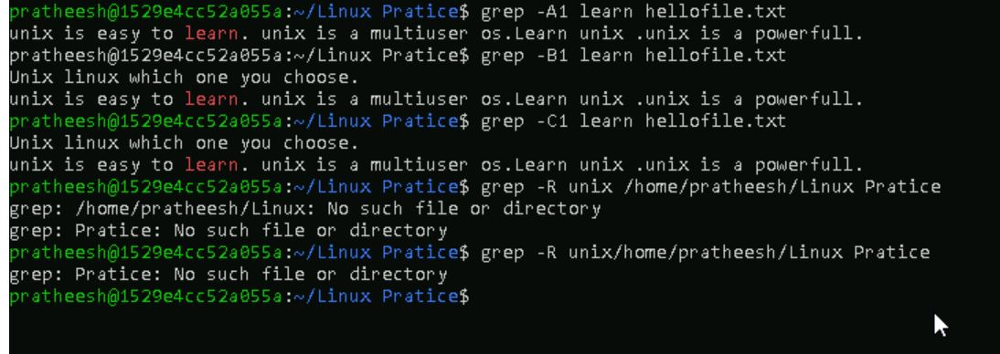 pratheesh@1529e4cc52a055a:~/Linux Pratice$ grep -A1 learn hellofile.txt
unix is easy to learn. unix is a multiuser os.Learn unix .unix is a powerfull.
pratheesh@1529e4cc52a055a:~/Linux Pratice$ grep -B1 learn hellofile.txt
Unix linux which one you choose.
unix is easy to learn. unix is a multiuser os.Learn unix .unix is a powerfull.
pratheesh@1529e4cc52a055a:~/Linux Pratice$ grep -C1 learn hellofile.txt
Unix linux which one you choose.
unix is easy to learn. unix is a multiuser os.Learn unix .unix is a powerfull.
pratheesh@1529e4cc52a055a:~/Linux Pratice$ grep -R unix /home/pratheesh/Linux Pratice
grep: /home/pratheesh/Linux: No such file or directory
grep: Pratice: No such file or directory
pratheesh@1529e4cc52a055a:~/Linux Pratice$ grep -R unix/home/pratheesh/Linux Pratice
grep: Pratice: No such file or directory
pratheesh@1529e4cc52a055a:~/Linux Pratice$